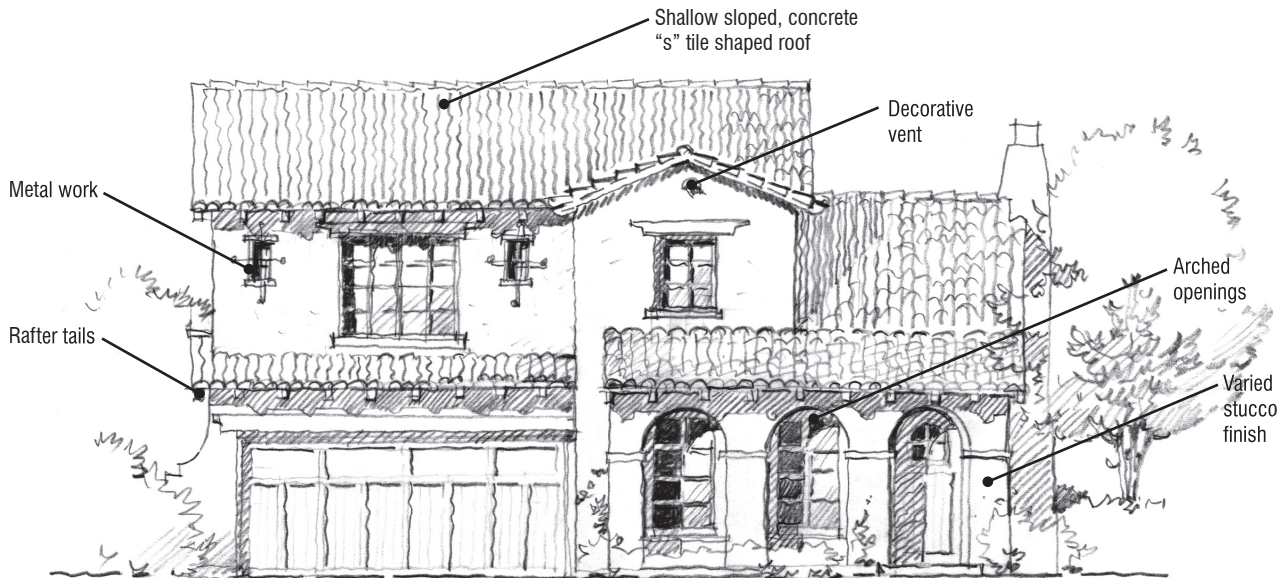 Shallow sloped, concrete
“s” tile shaped roof
Decorative
vent
Metal work
Arched
openings
Rafter tails
Varied
stucco
finish